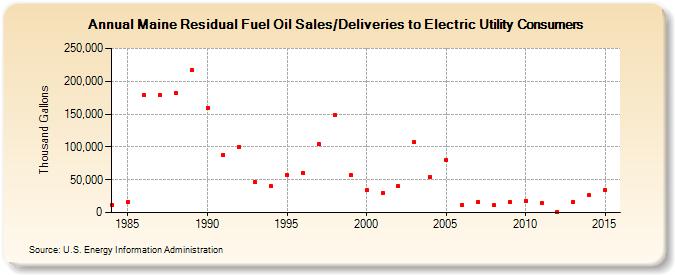 Annual Maine Residual Fuel Oil Sales/Deliveries to Electric Utility Consumers
Thousand Gallons
250,000
200,000
150,000
100,000
50,000
0
1985 1990 1995 2000 2005 2010 2015
Source: U.S. Energy Information Administration